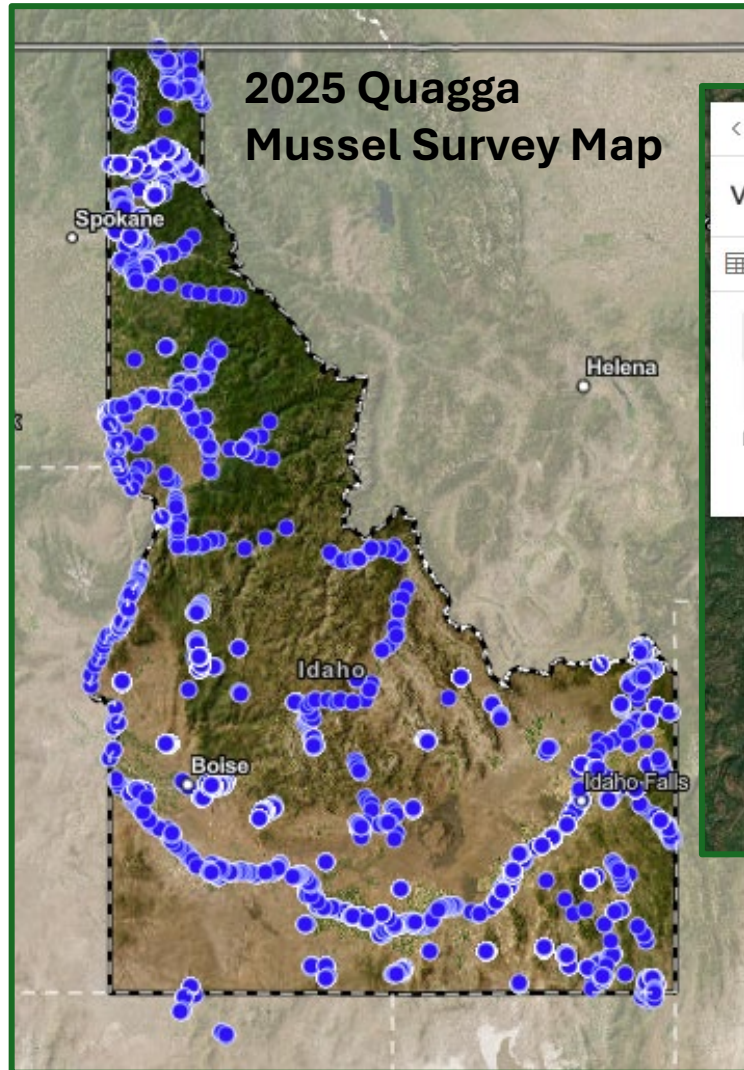 2025 Quagga
Mussel Survey Map
Spokane
Helena
Idaho
Boise
Idaho Falls